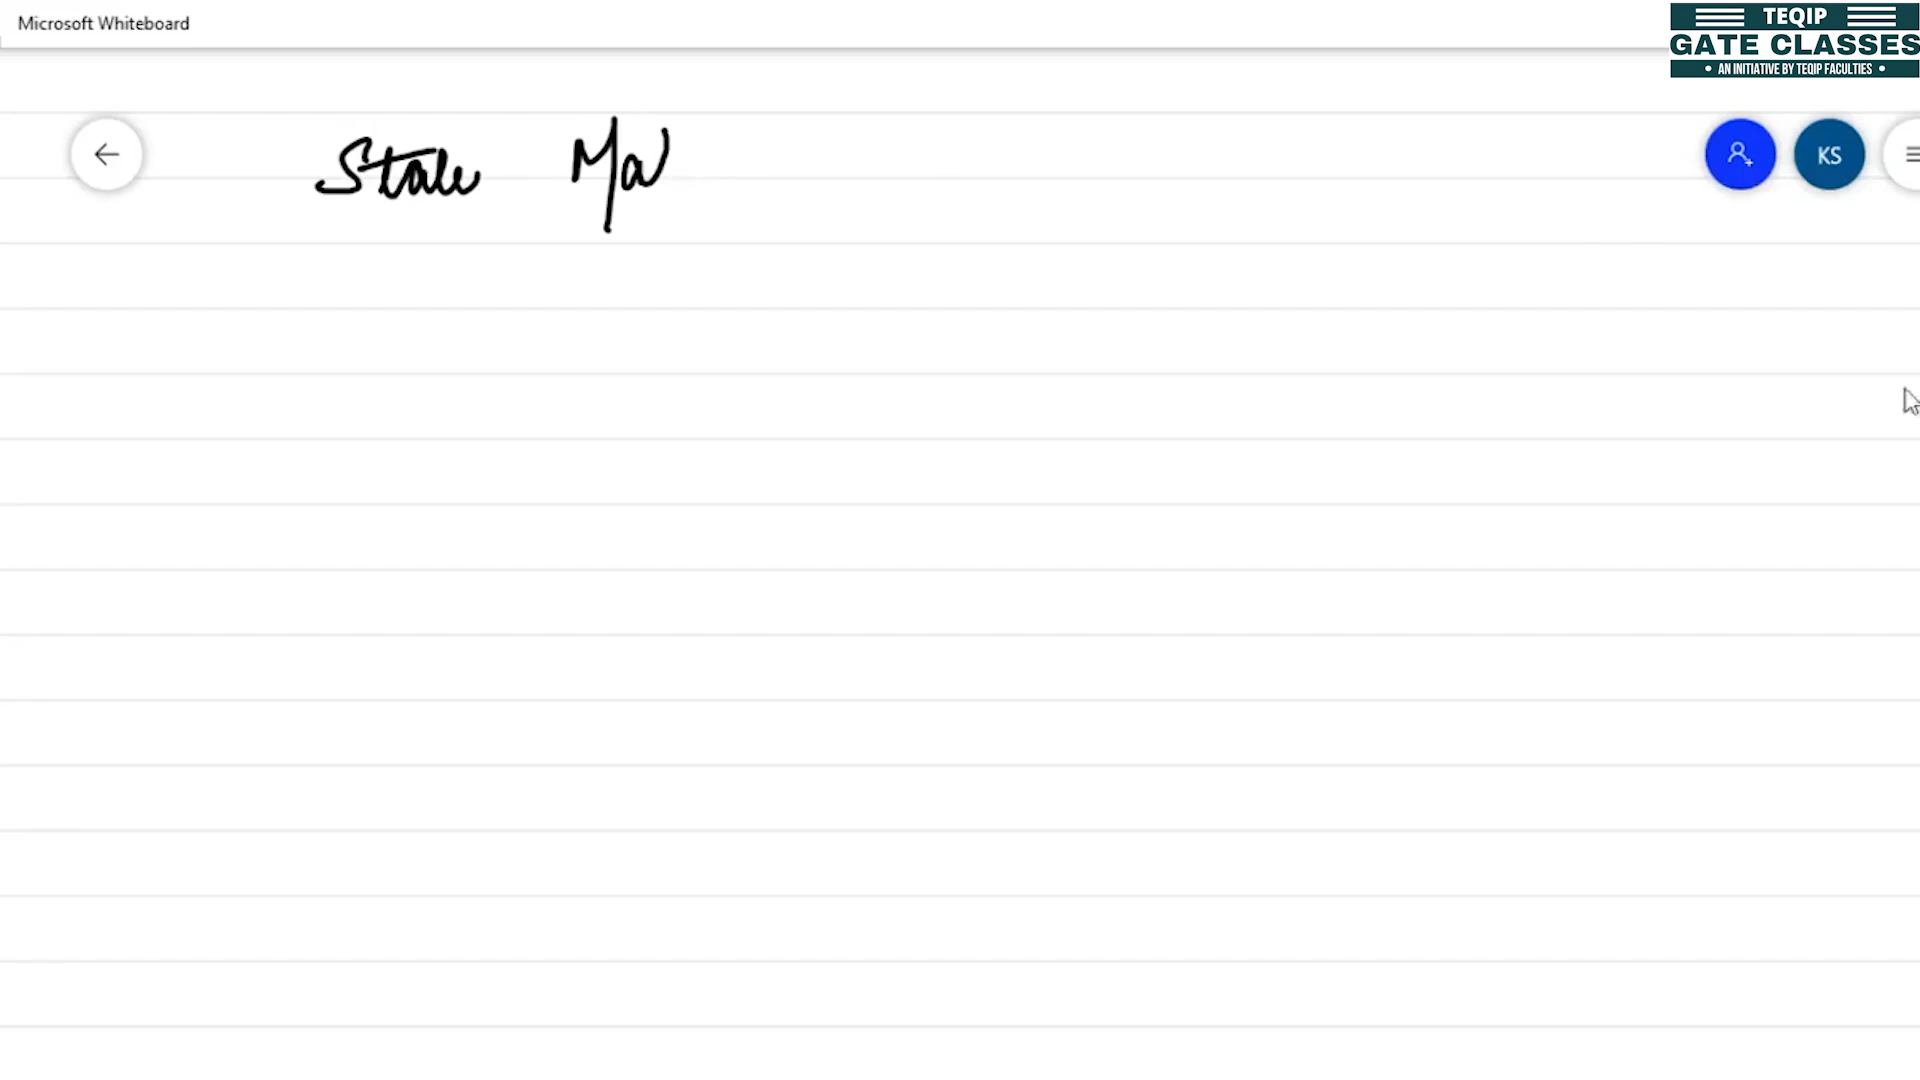 Microsoft Whiteboard
TEQIP
GATE CLASSES
• AN INITIATIVE BY TEQIP FACULTIES •
State Ma
KS